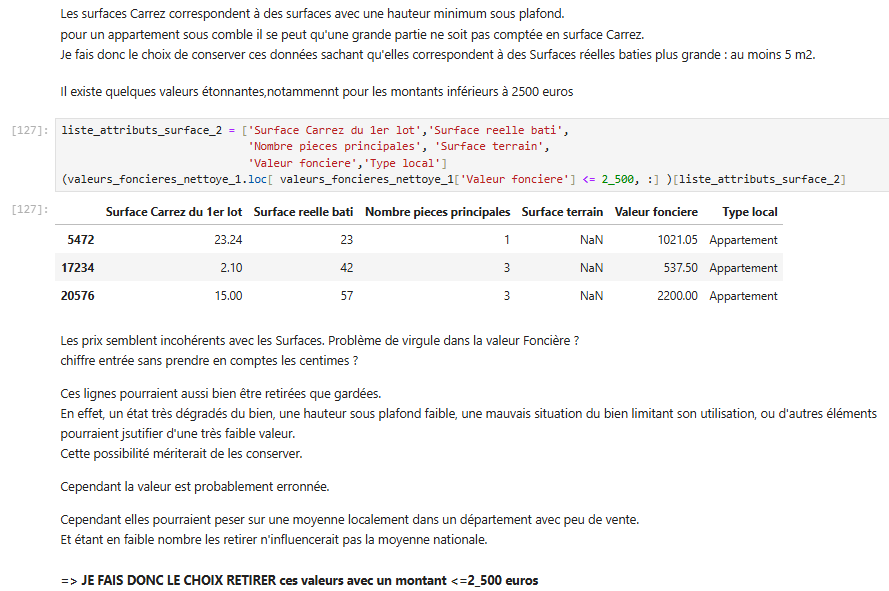 Les surfaces Carrez correspondent à des surfaces avec une hauteur minimum sous plafond.
pour un appartement sous comble il se peut qu'une grande partie ne soit pas comptée en surface Carrez.
Je fais donc le choix de conserver ces données sachant qu'elles correspondent à des Surfaces réelles baties plus grande : au moins 5 m2.
Il existe quelques valeurs étonnantes,notammennt pour les montants inférieurs à 2500 euros
[127]: liste_attributs_surface_2 = ['Surface Carrez du 1er lot','Surface reelle bati',
'Nombre pieces principales', 'Surface terrain',
'Valeur fonciere','Type local']
(valeurs_foncieres_nettoye_1.loc[ valeurs_foncieres_nettoye_1['Valeur fonciere'] <= 2_500, :] )[liste_attributs_surface_2]
[127]: Surface Carrez du 1er lot Surface reelle bati Nombre pieces principales Surface terrain Valeur fonciere Type local
5472 23.24 23 1 NaN 1021.05 Appartement
17234 2.10 42 3 NaN 537.50 Appartement
20576 15.00 57 3 NaN 2200.00 Appartement
Les prix semblent incohérents avec les Surfaces. Problème de virgule dans la valeur Foncière ?
chiffre entrée sans prendre en comptes les centimes ?
Ces lignes pourraient aussi bien être retirées que gardées.
En effet, un état très dégradés du bien, une hauteur sous plafond faible, une mauvais situation du bien limitant son utilisation, ou d'autres éléments
pourraient jsutifier d'une très faible valeur.
Cette possibilité mériterait de les conserver.
Cependant la valeur est probablement erronnée.
Cependant elles pourraient peser sur une moyenne localement dans un département avec peu de vente.
Et étant en faible nombre les retirer n'influencerait pas la moyenne nationale.
=> JE FAIS DONC LE CHOIX RETIRER ces valeurs avec un montant <=2_500 euros